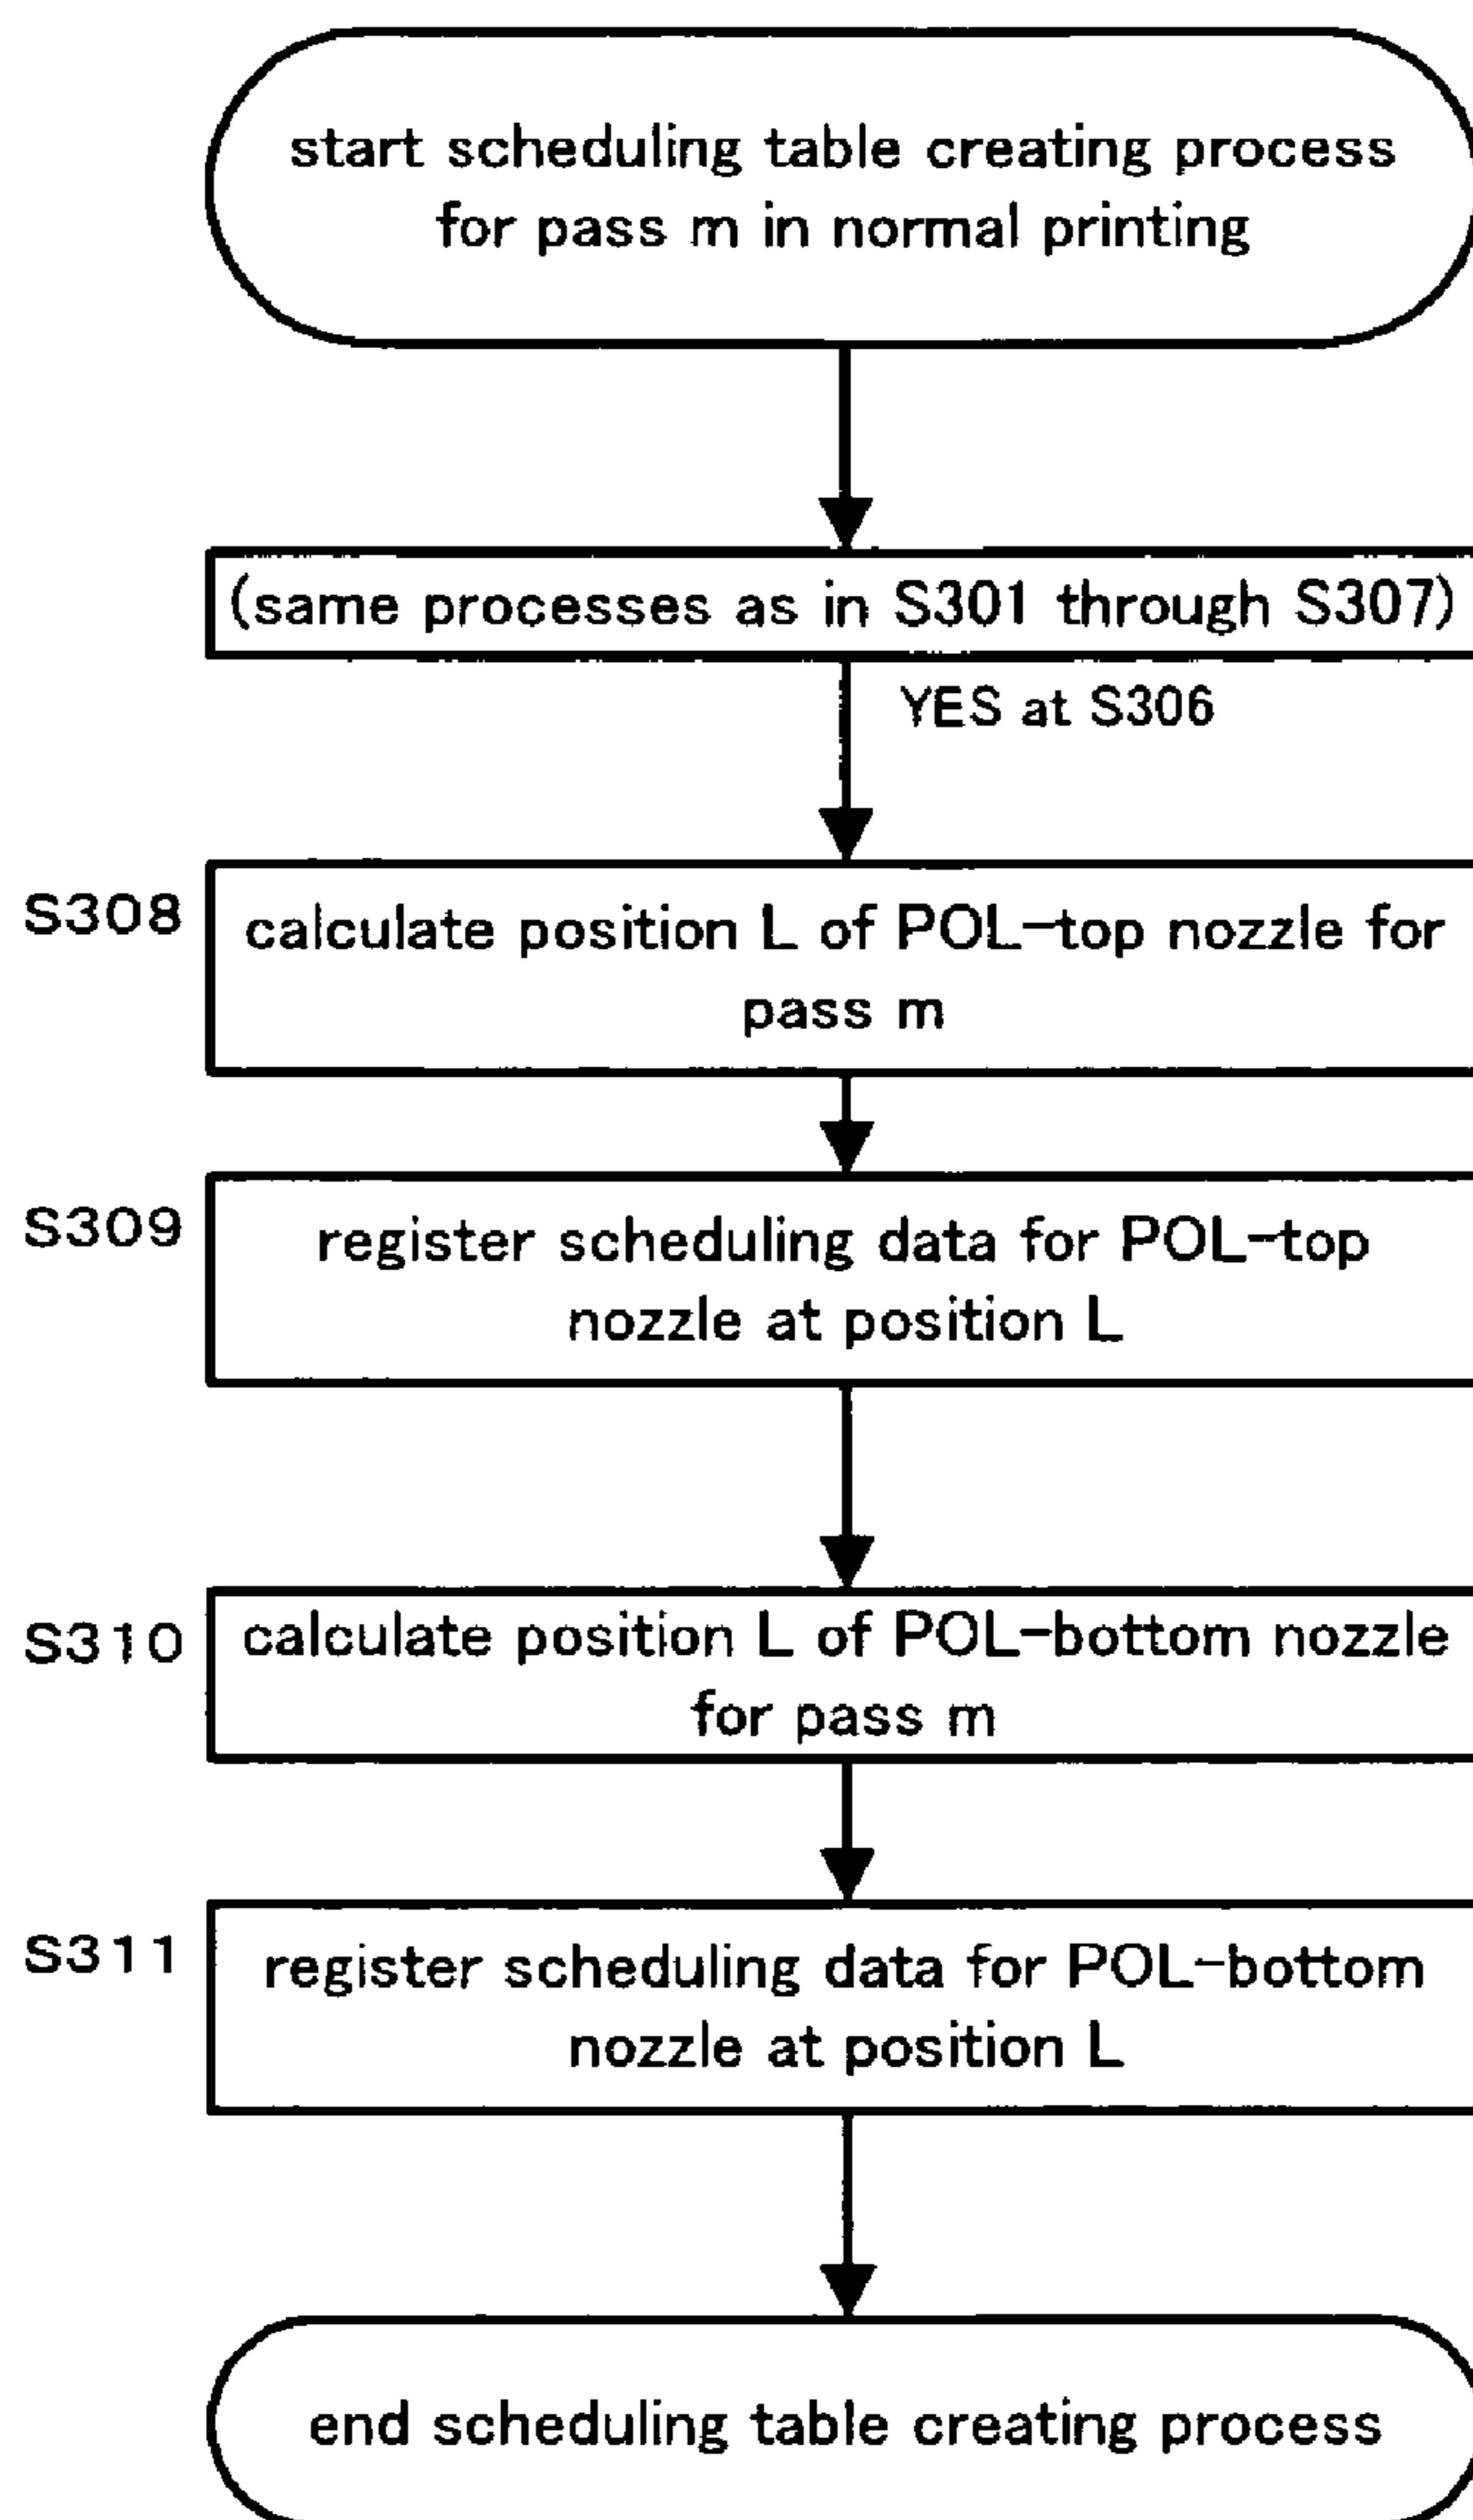 start scheduling table creating process
for pass m in normal printing
(same processes as in S301 through S307)
YES at S306
S308
calculate position L of POL-top nozzle for
pass m
S309
register scheduling data for POL-top
nozzle at position L
S310
calculate position L of POL-bottom nozzle
for pass m
S311
register scheduling data for POL-bottom
nozzle at position L
end scheduling table creating process